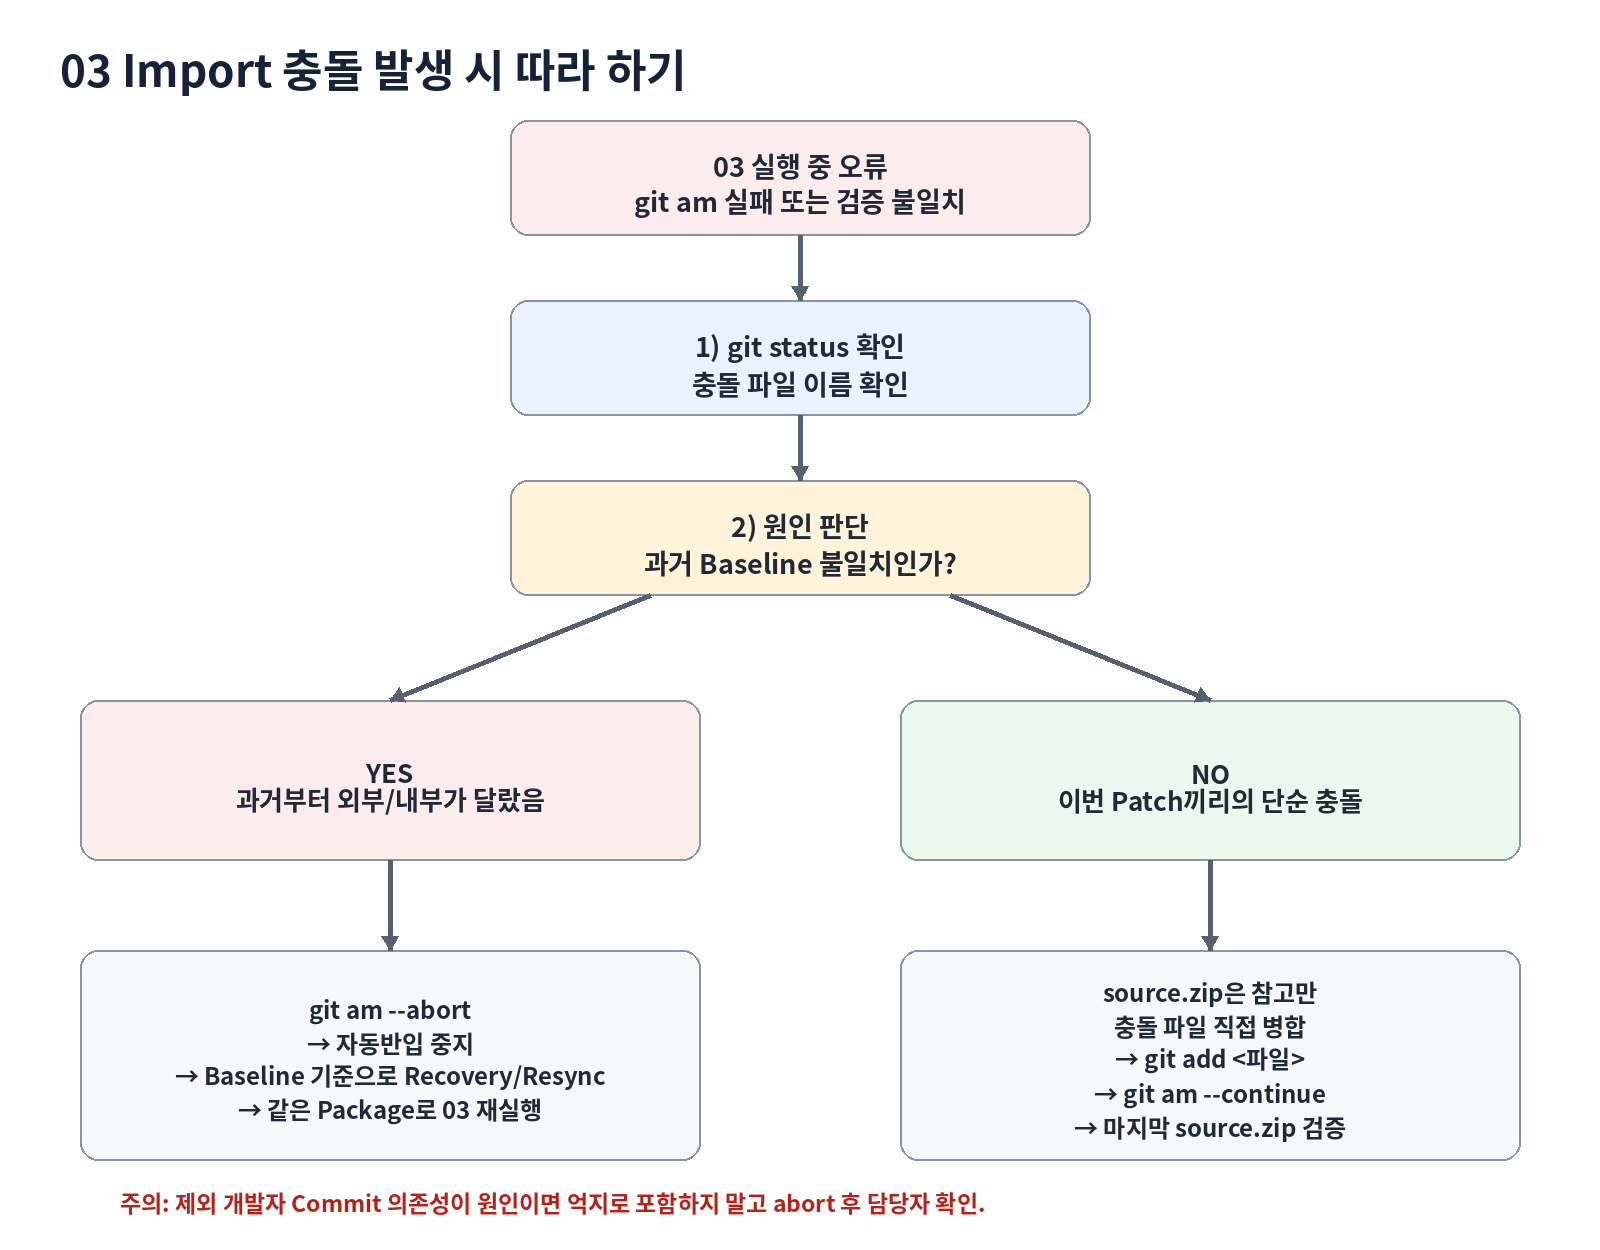 03 Import 충돌 발생 시 따라 하기
03 실행 중 오류
git am 실패 또는 검증 불일치
1) git status 확인
충돌 파일 이름 확인
2) 원인 판단
과거 Baseline 불일치인가?
YES
과거부터 외부/내부가 달랐음
NO
이번 Patch끼리의 단순 충돌
git am --abort
→ 자동반입 중지
→ Baseline 기준으로 Recovery/Resync
→ 같은 Package로 03 재실행
source.zip은 참고만
충돌 파일 직접 병합
→ git add <파일>
→ git am --continue
→ 마지막 source.zip 검증
주의: 제외 개발자 Commit 의존성이 원인이면 억지로 포함하지 말고 abort 후 담당자 확인.